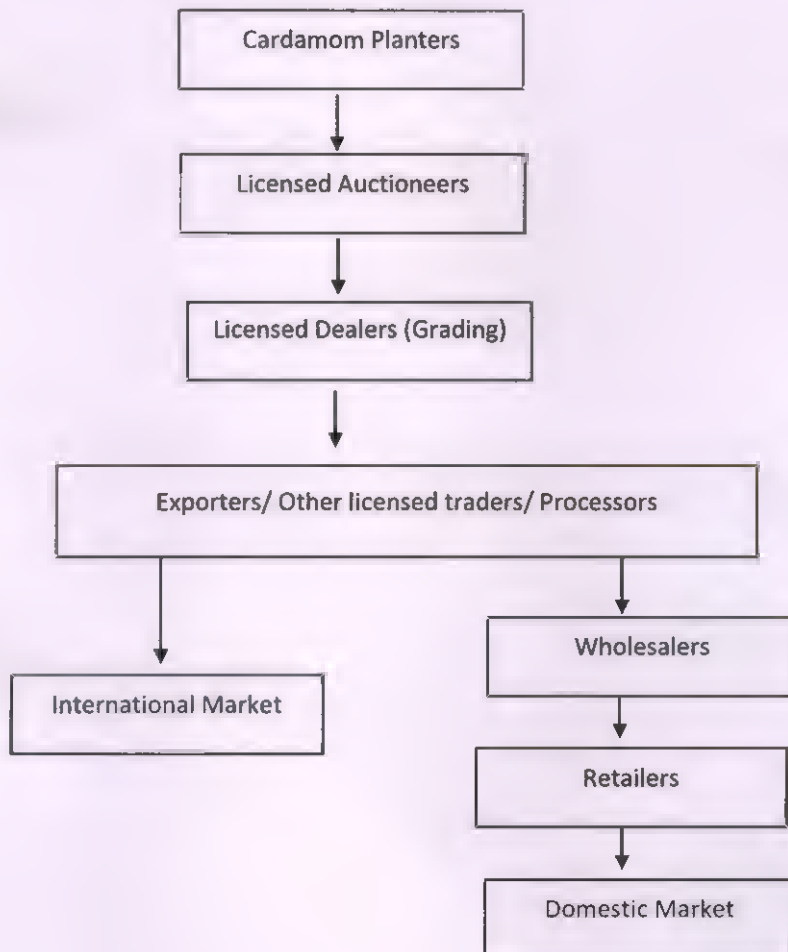 Cardamom Planters
Licensed Auctioneers
Licensed Dealers (Grading)
Exporters/ Other licensed traders/ Processors
Wholesalers
International Market
Retailers
Domestic Market